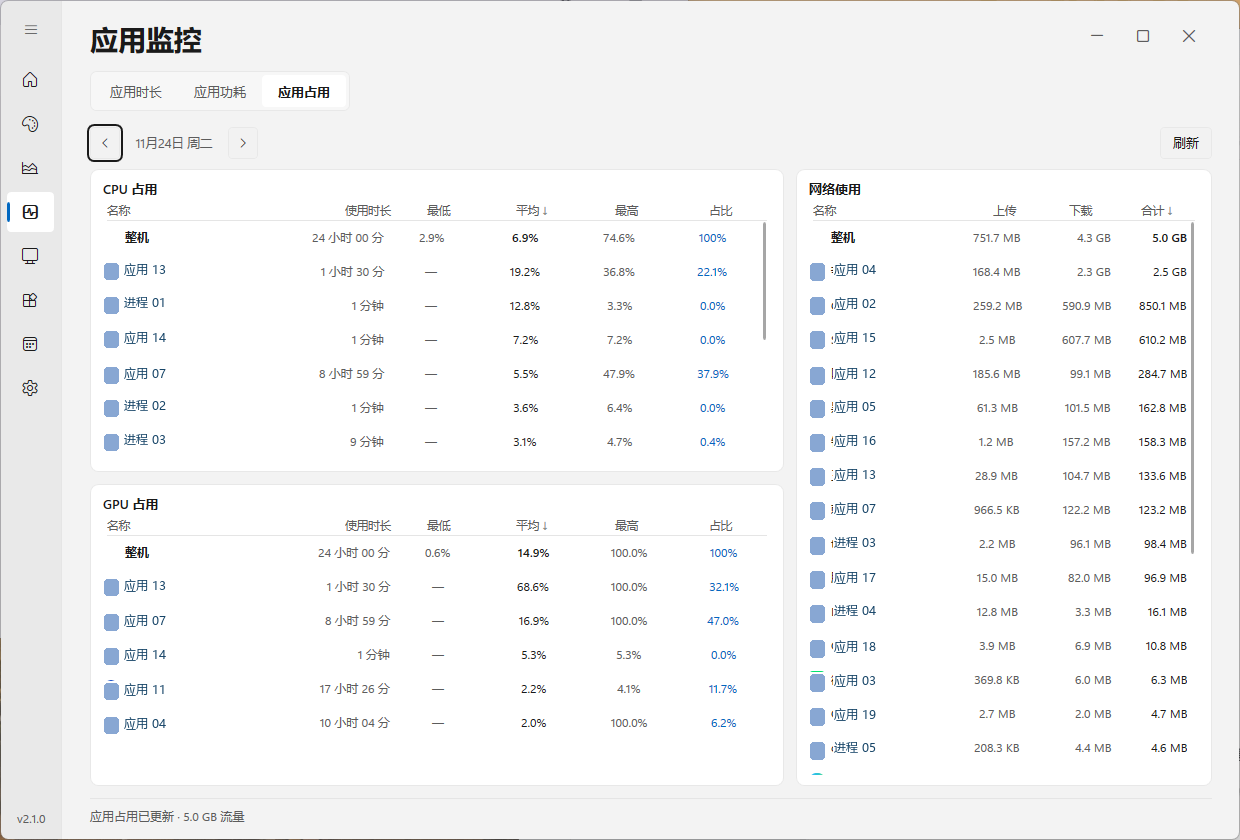 应用监控
应用时长 应用功耗 应用占用
11月24日 周二 刷新
CPU 占用
名称 使用时长 最低 平均↓ 最高 占比
整机 24 小时 00 分 2.9% 6.9% 74.6% 100%
应用 13 1 小时 30 分 — 19.2% 36.8% 22.1%
进程 01 1 分钟 — 12.8% 3.3% 0.0%
应用 14 1 分钟 — 7.2% 7.2% 0.0%
应用 07 8 小时 59 分 — 5.5% 47.9% 37.9%
进程 02 1 分钟 — 3.6% 6.4% 0.0%
进程 03 9 分钟 — 3.1% 4.7% 0.4%
GPU 占用
名称 使用时长 最低 平均↓ 最高 占比
整机 24 小时 00 分 0.6% 14.9% 100.0% 100%
应用 13 1 小时 30 分 — 68.6% 100.0% 32.1%
应用 07 8 小时 59 分 — 16.9% 100.0% 47.0%
应用 14 1 分钟 — 5.3% 5.3% 0.0%
应用 11 17 小时 26 分 — 2.2% 4.1% 11.7%
应用 04 10 小时 04 分 — 2.0% 100.0% 6.2%
网络使用
名称 上传 下载 合计↓
整机 751.7 MB 4.3 GB 5.0 GB
应用 04 168.4 MB 2.3 GB 2.5 GB
应用 02 259.2 MB 590.9 MB 850.1 MB
应用 15 2.5 MB 607.7 MB 610.2 MB
应用 12 185.6 MB 99.1 MB 284.7 MB
应用 05 61.3 MB 101.5 MB 162.8 MB
应用 16 1.2 MB 157.2 MB 158.3 MB
应用 13 28.9 MB 104.7 MB 133.6 MB
应用 07 966.5 KB 122.2 MB 123.2 MB
进程 03 2.2 MB 96.1 MB 98.4 MB
应用 17 15.0 MB 82.0 MB 96.9 MB
进程 04 12.8 MB 3.3 MB 16.1 MB
应用 18 3.9 MB 6.9 MB 10.8 MB
应用 03 369.8 KB 6.0 MB 6.3 MB
应用 19 2.7 MB 2.0 MB 4.7 MB
进程 05 208.3 KB 4.4 MB 4.6 MB
v2.1.0 应用占用已更新 · 5.0 GB 流量